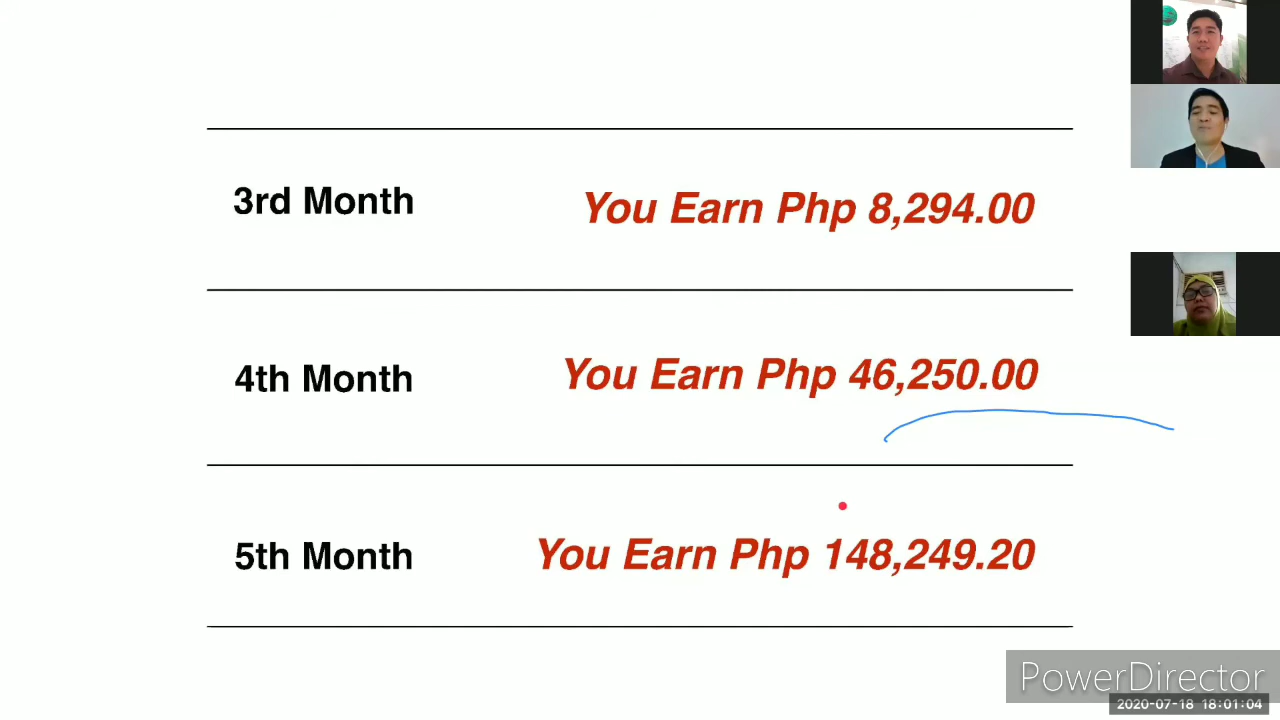 3rd Month You Earn Php 8,294.00
4th Month You Earn Php 46,250.00
5th Month You Earn Php 148,249.20
PowerDirector
2020-07-18 18:01:04